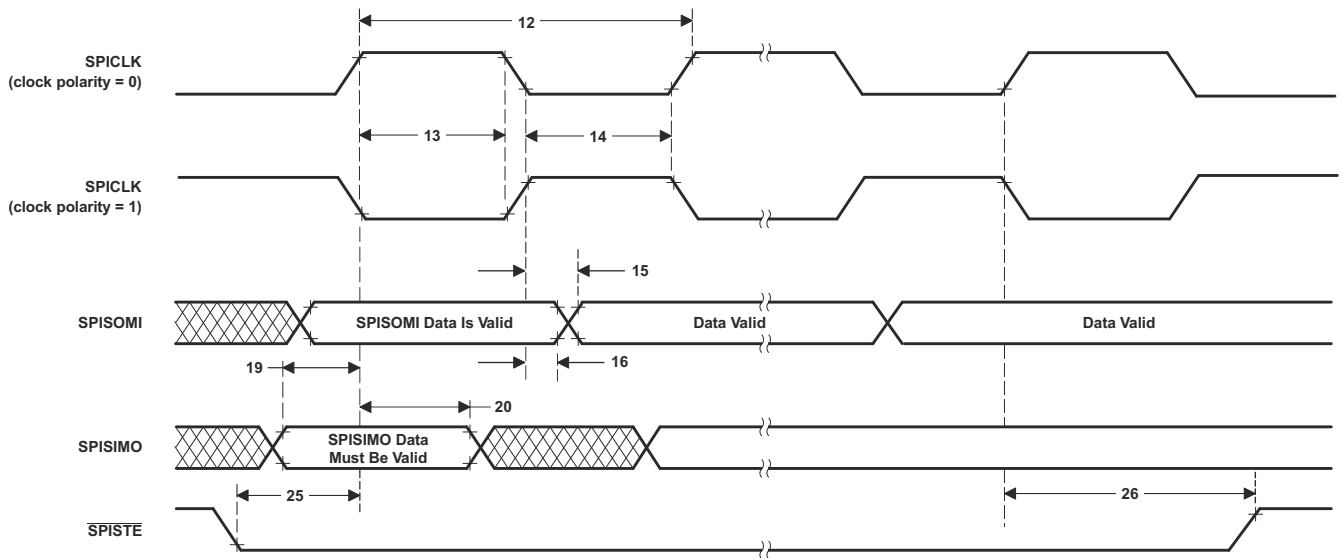 12
SPICLK
(clock polarity = 0)
13
14
SPICLK
(clock polarity = 1)
15
SPISOMI
SPISOMI Data Is Valid
Data Valid
Data Valid
16
19
20
SPISIMO
SPISIMO Data
Must Be Valid
25
26
SPISTE